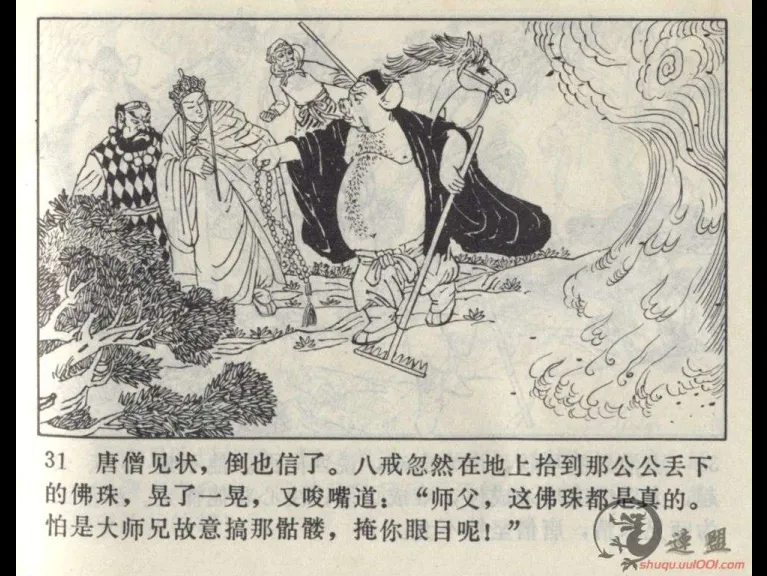 31 唐僧见状，倒也信了。八戒忽然在地上拾到那公公丢下
的佛珠，晃了一晃，又唆嘴道：“师父，这佛珠都是真的。
怕是大师兄故意搞那骷髅，掩你眼目呢！”
连盟
shuqu.uu1001.com